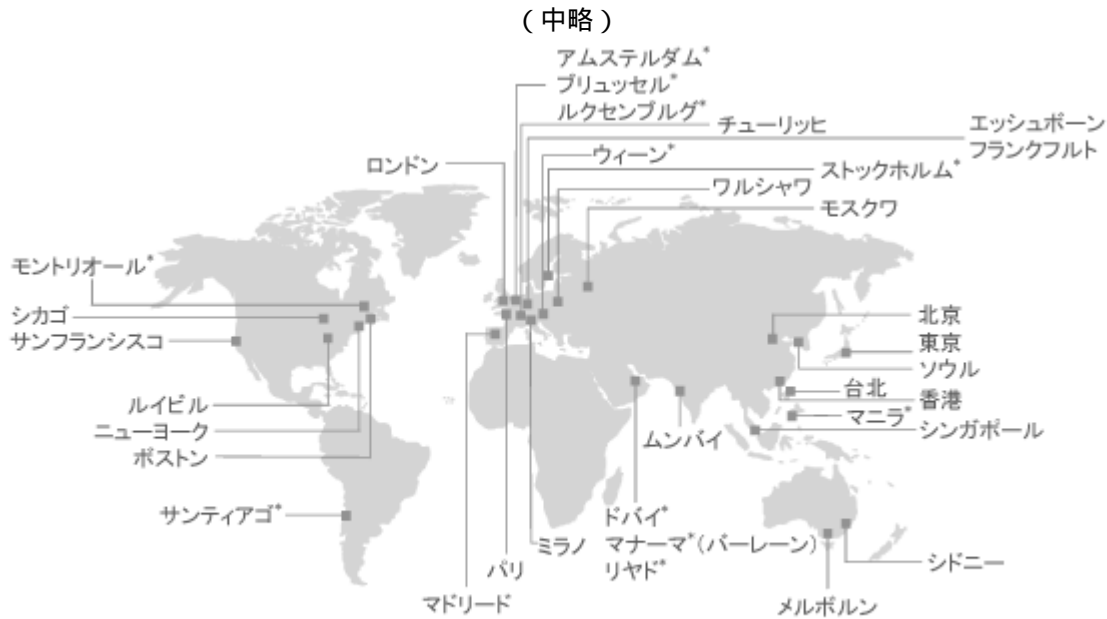 （中略）
アムステルダム*
ブリュッセル*
ルクセンブルグ*
チューリッヒ
エッシュボーン
フランクフルト
ロンドン
ウィーン*
ストックホルム*
ワルシャワ
モスクワ
モントリオール*
シカゴ
サンフランシスコ
ルイビル
ニューヨーク
ボストン
サンティアゴ*
マドリード
パリ
ミラノ
ドバイ*
マナーマ*(バーレーン)
リヤド*
ムンバイ
北京
東京
ソウル
台北
香港
マニラ*
シンガポール
シドニー
メルボルン